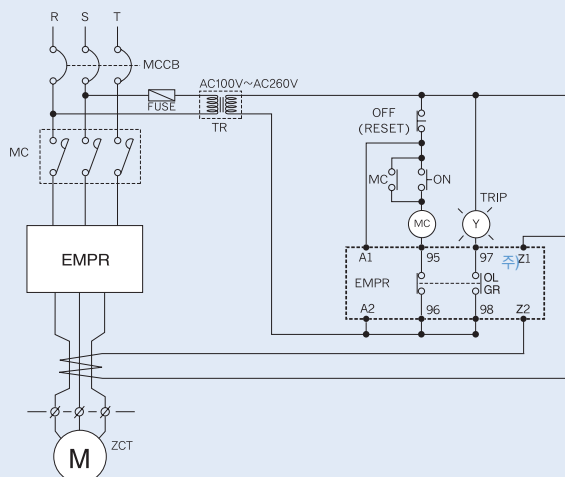 R S T
MCCB
AC100V~AC260V
FUSE
TR
OFF
(RESET)
MC
MC ON
TRIP
MC
Y
EMPR
A1 95 97 주) Z1
EMPR
OL
GR
A2 96 98 Z2
ZCT
M